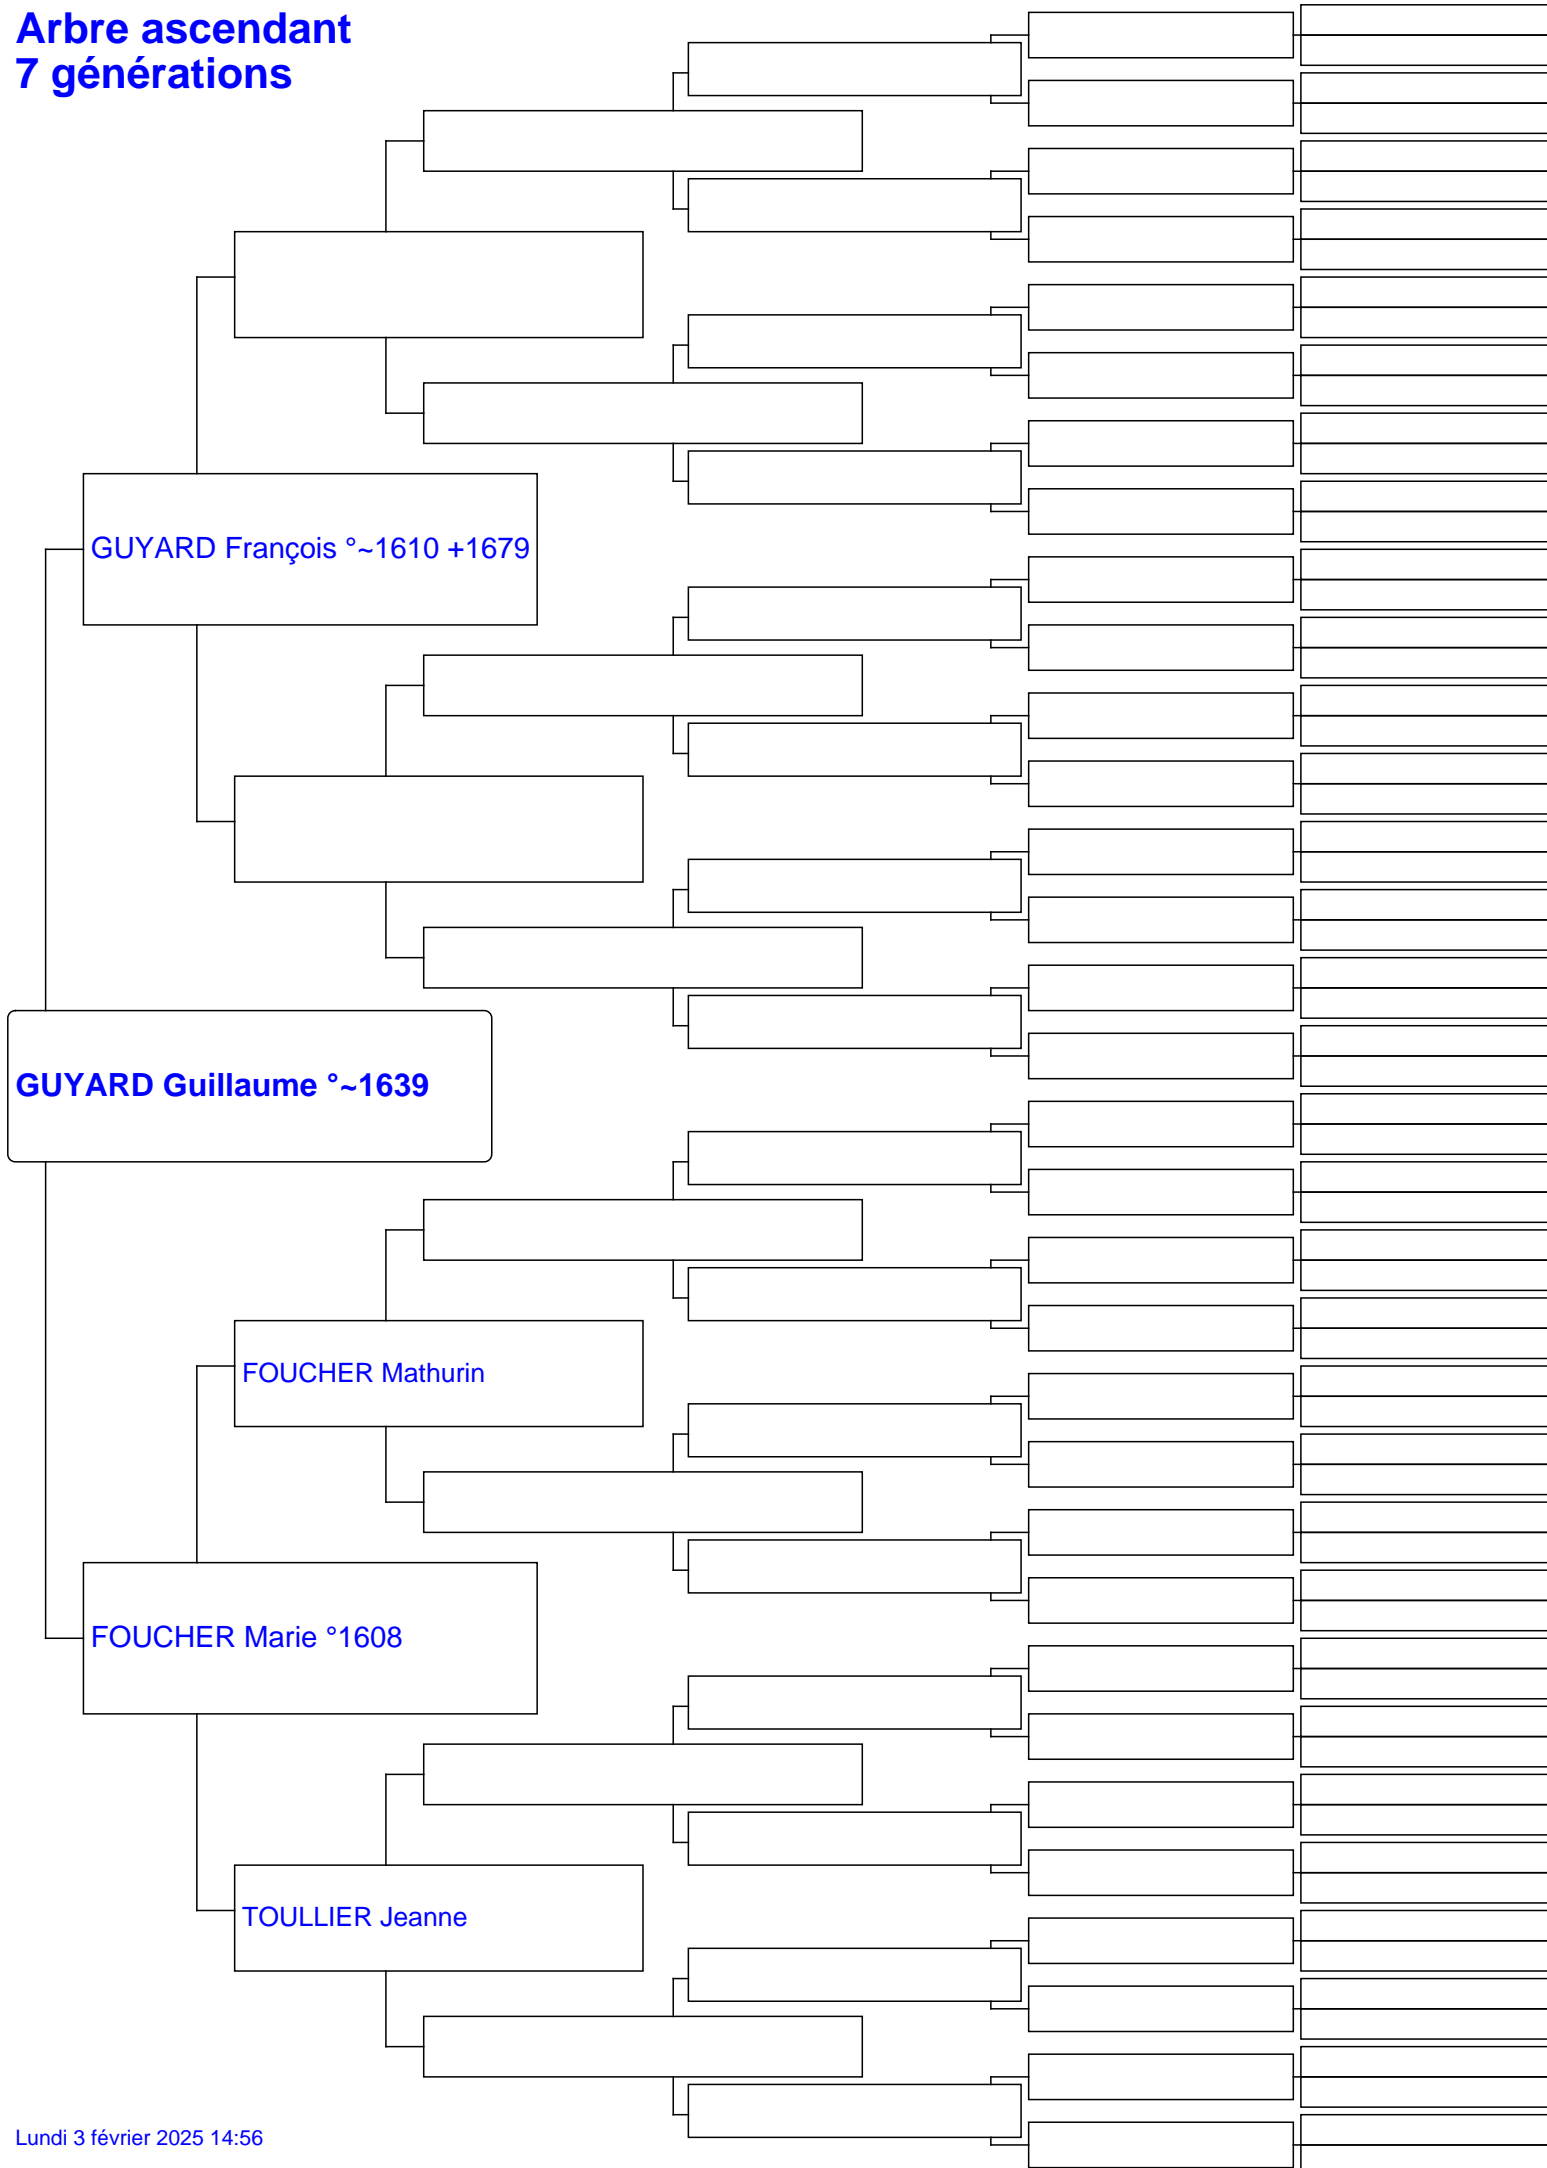 Arbre ascendant
7 générations
GUYARD François °~1610 +1679
GUYARD Guillaume °~1639
FOUCHER Mathurin
FOUCHER Marie °1608
TOULLIER Jeanne
Lundi 3 février 2025 14:56